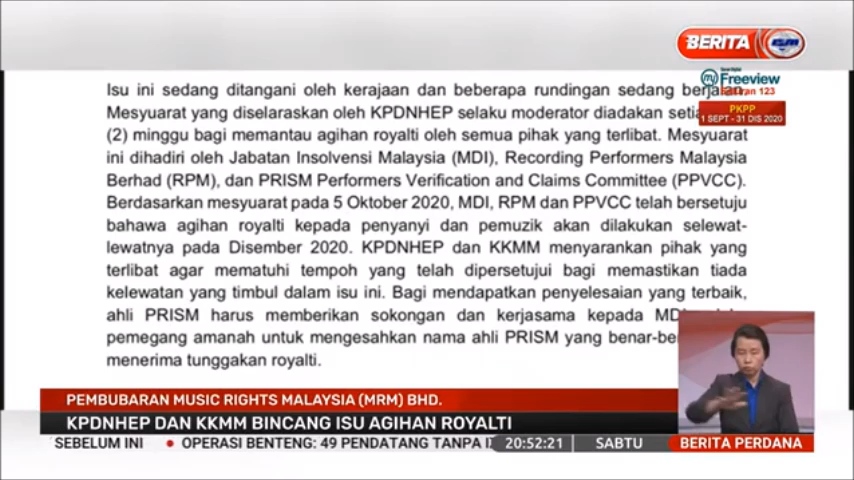 BERITA
my Freeview
Saluran 123
PKPP
1 SEPT - 31 DIS 2020
Isu ini sedang ditangani oleh kerajaan dan beberapa rundingan sedang berjalan.
Mesyuarat yang diselaraskan oleh KPDNHEP selaku moderator diadakan
(2) minggu bagi memantau agihan royalti oleh semua pihak yang terlibat. Mesyuarat
ini dihadiri oleh Jabatan Insolvensi Malaysia (MDI), Recording Performers Malaysia
Berhad (RPM), dan PRISM Performers Verification and Claims Committee (PPVCC).
Berdasarkan mesyuarat pada 5 Oktober 2020, MDI, RPM dan PPVCC telah bersetuju
bahawa agihan royalti kepada penyanyi dan pemuzik akan dilakukan selewat-
lewatnya pada Disember 2020. KPDNHEP dan KKMM menyarankan pihak yang
terlibat agar mematuhi tempoh yang telah dipersetujui bagi memastikan tiada
kelewatan yang timbul dalam isu ini. Bagi mendapatkan penyelesaian yang terbaik,
ahli PRISM harus memberikan sokongan dan kerjasama kepada MDI
pemegang amanah untuk mengesahkan nama ahli PRISM yang
menerima tunggakan royalti.
PEMBUBARAN MUSIC RIGHTS MALAYSIA (MRM) BHD.
KPDNHEP DAN KKMM BINCANG ISU AGIHAN ROYALTI
SEBELUM INI • OPERASI BENTENG: 49 PENDATANG TANPA 20:52:21 SABTU BERITA PERDANA